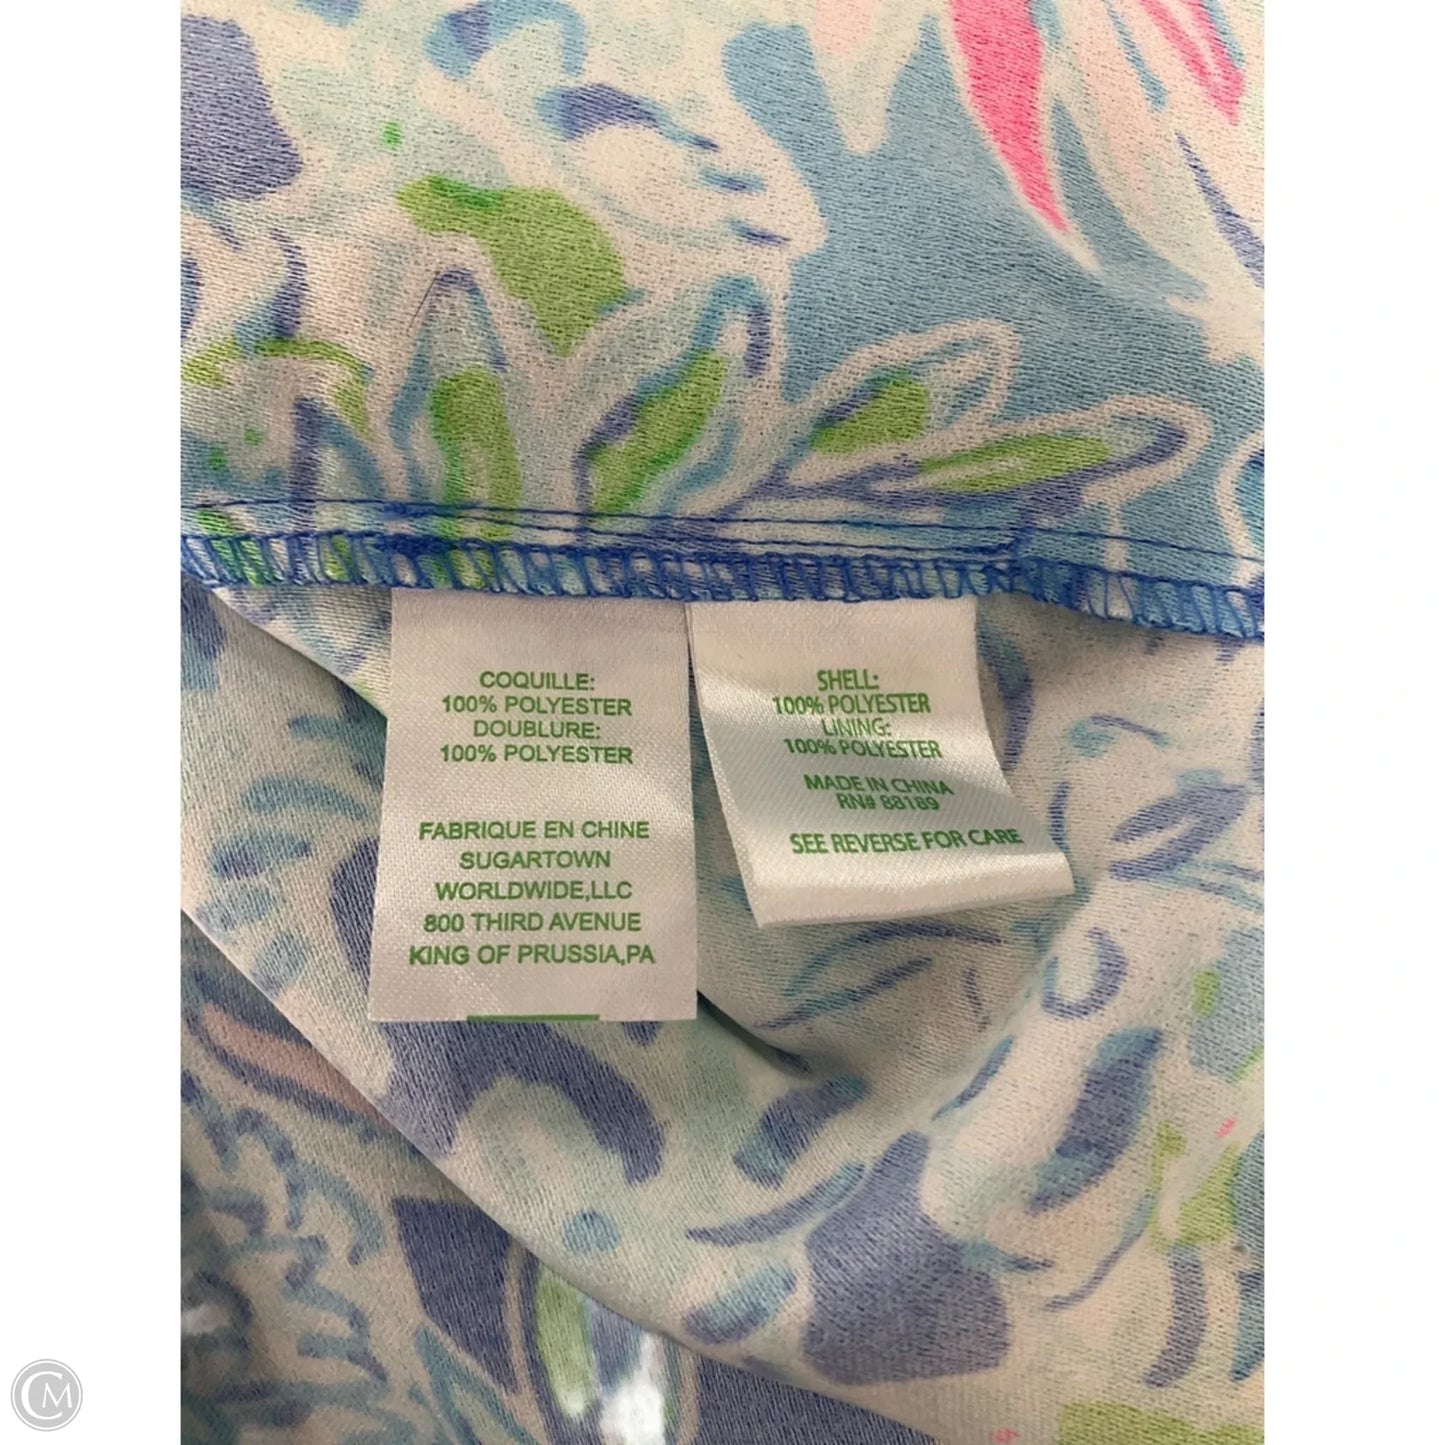 COQUILLE:
100% POLYESTER
DOUBLURE:
100% POLYESTER
FABRIQUE EN CHINE
SUGARTOWN
WORLDWIDE,LLC
800 THIRD AVENUE
KING OF PRUSSIA,PA
SHELL:
100% POLYESTER
LINING:
100% POLYESTER
MADE IN CHINA
RN# 88189
SEE REVERSE FOR CARE
CM